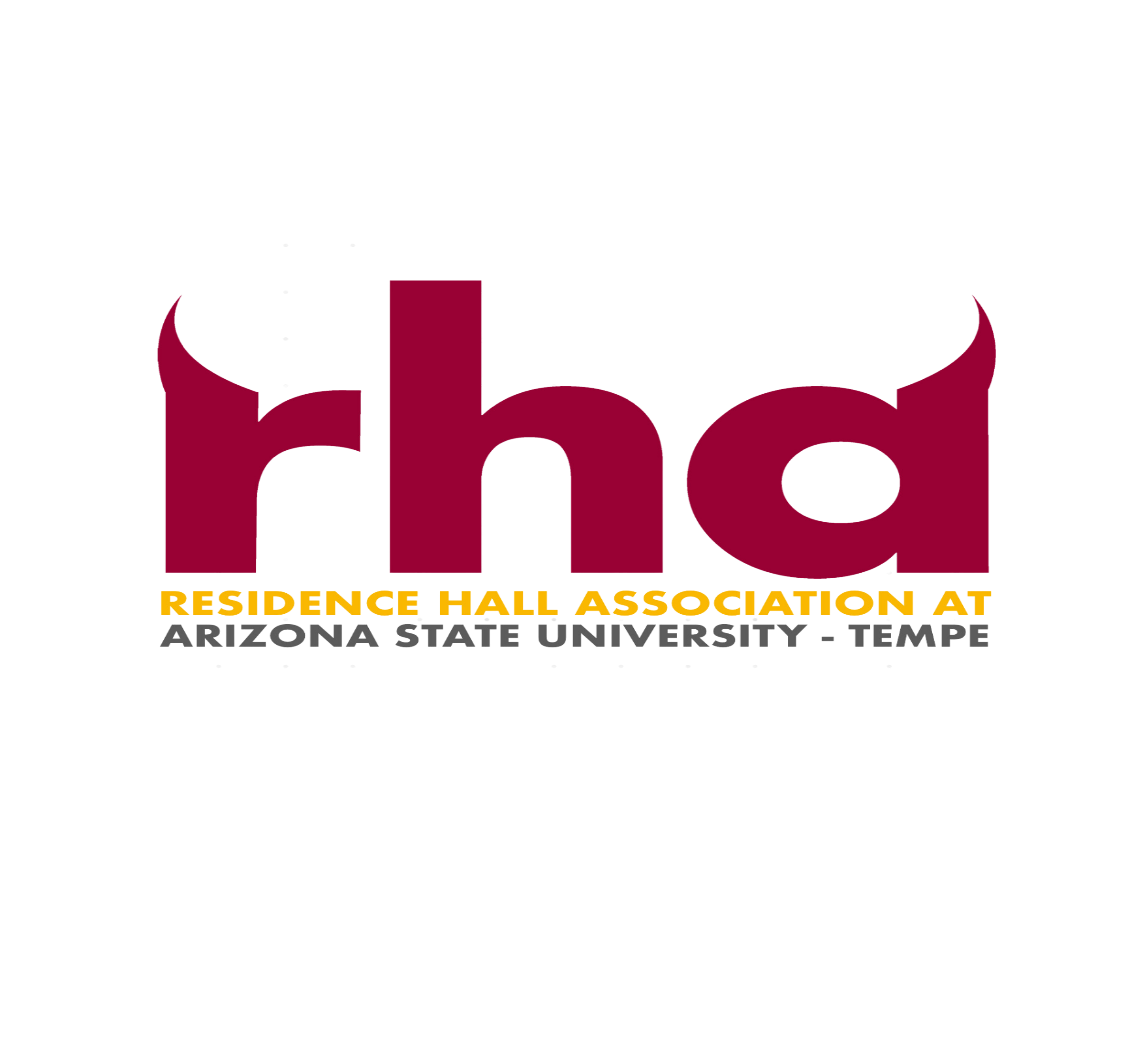 rha
RESIDENCE HALL ASSOCIATION AT
ARIZONA STATE UNIVERSITY - TEMPE